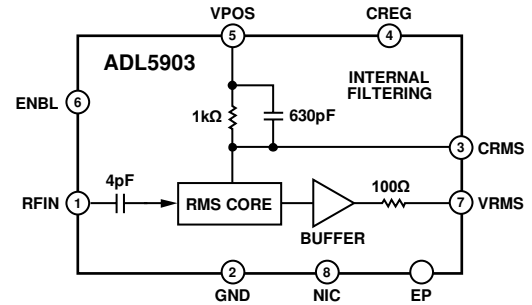 VPOS
CREG
5
4
ADL5903
INTERNAL
FILTERING
ENBL
6
1kΩ
630pF
3
CRMS
4pF
100Ω
RFIN
1
RMS CORE
7
VRMS
BUFFER
2
8
GND
NIC
EP